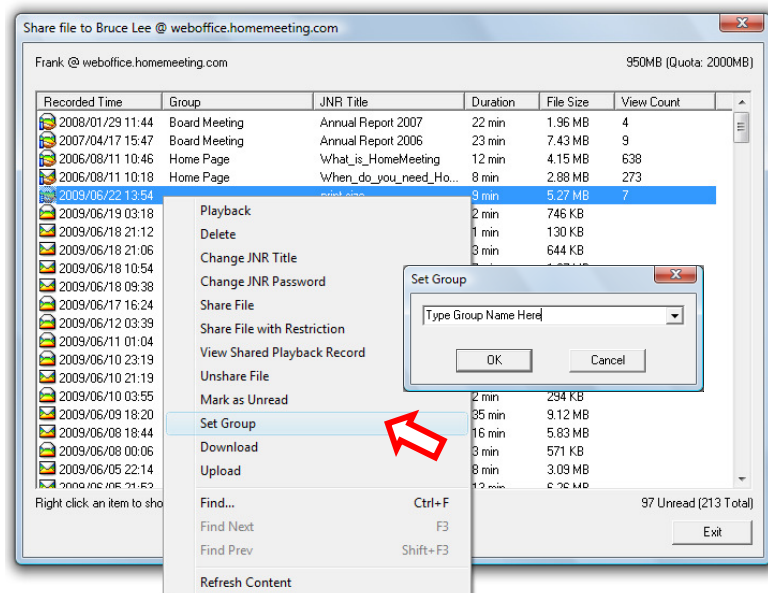 Share file to Bruce Lee @ weboffice.homemeeting.com
Frank @ weboffice.homemeeting.com 950MB (Quota: 2000MB)
Recorded Time Group JNR Title Duration File Size View Count
2008/01/29 11:44 Board Meeting Annual Report 2007 22 min 1.96 MB 4
2007/04/17 15:47 Board Meeting Annual Report 2006 23 min 7.43 MB 9
2006/08/11 10:46 Home Page What_is_HomeMeeting 12 min 4.15 MB 638
2006/08/11 10:18 Home Page When_do_you_need_Ho... 8 min 2.88 MB 273
2009/06/22 13:54 print size 9 min 5.27 MB 7
2009/06/19 03:18 2 min 746 KB
2009/06/18 21:12 1 min 130 KB
2009/06/18 21:06 3 min 644 KB
2009/06/18 10:54
2009/06/18 09:38
2009/06/17 16:24
2009/06/12 03:39
2009/06/11 01:04
2009/06/10 23:19
2009/06/10 21:19
2009/06/10 03:55 2 min 294 KB
2009/06/09 18:20 35 min 9.12 MB
2009/06/08 18:44 16 min 5.83 MB
2009/06/08 00:06 3 min 571 KB
2009/06/05 22:14 8 min 3.09 MB
2009/06/05 21:53 13 min 6.26 MB
Right click an item to sho 97 Unread (213 Total)
Exit
Playback
Delete
Change JNR Title
Change JNR Password
Share File
Share File with Restriction
View Shared Playback Record
Unshare File
Mark as Unread
Set Group
Download
Upload
Find... Ctrl+F
Find Next F3
Find Prev Shift+F3
Refresh Content
Set Group
Type Group Name Here
OK Cancel